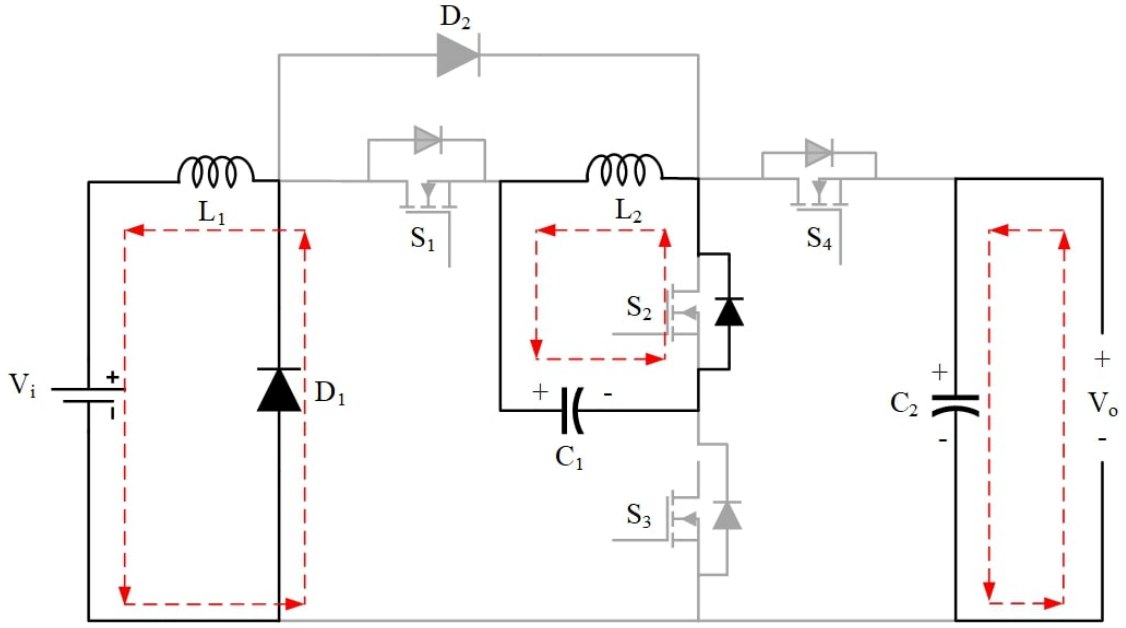 D₂
L₁
S₁
L₂
S₄
S₂
Vᵢ
+
-
D₁
+ -
C₁
C₂
+
-
+
Vₒ
-
S₃